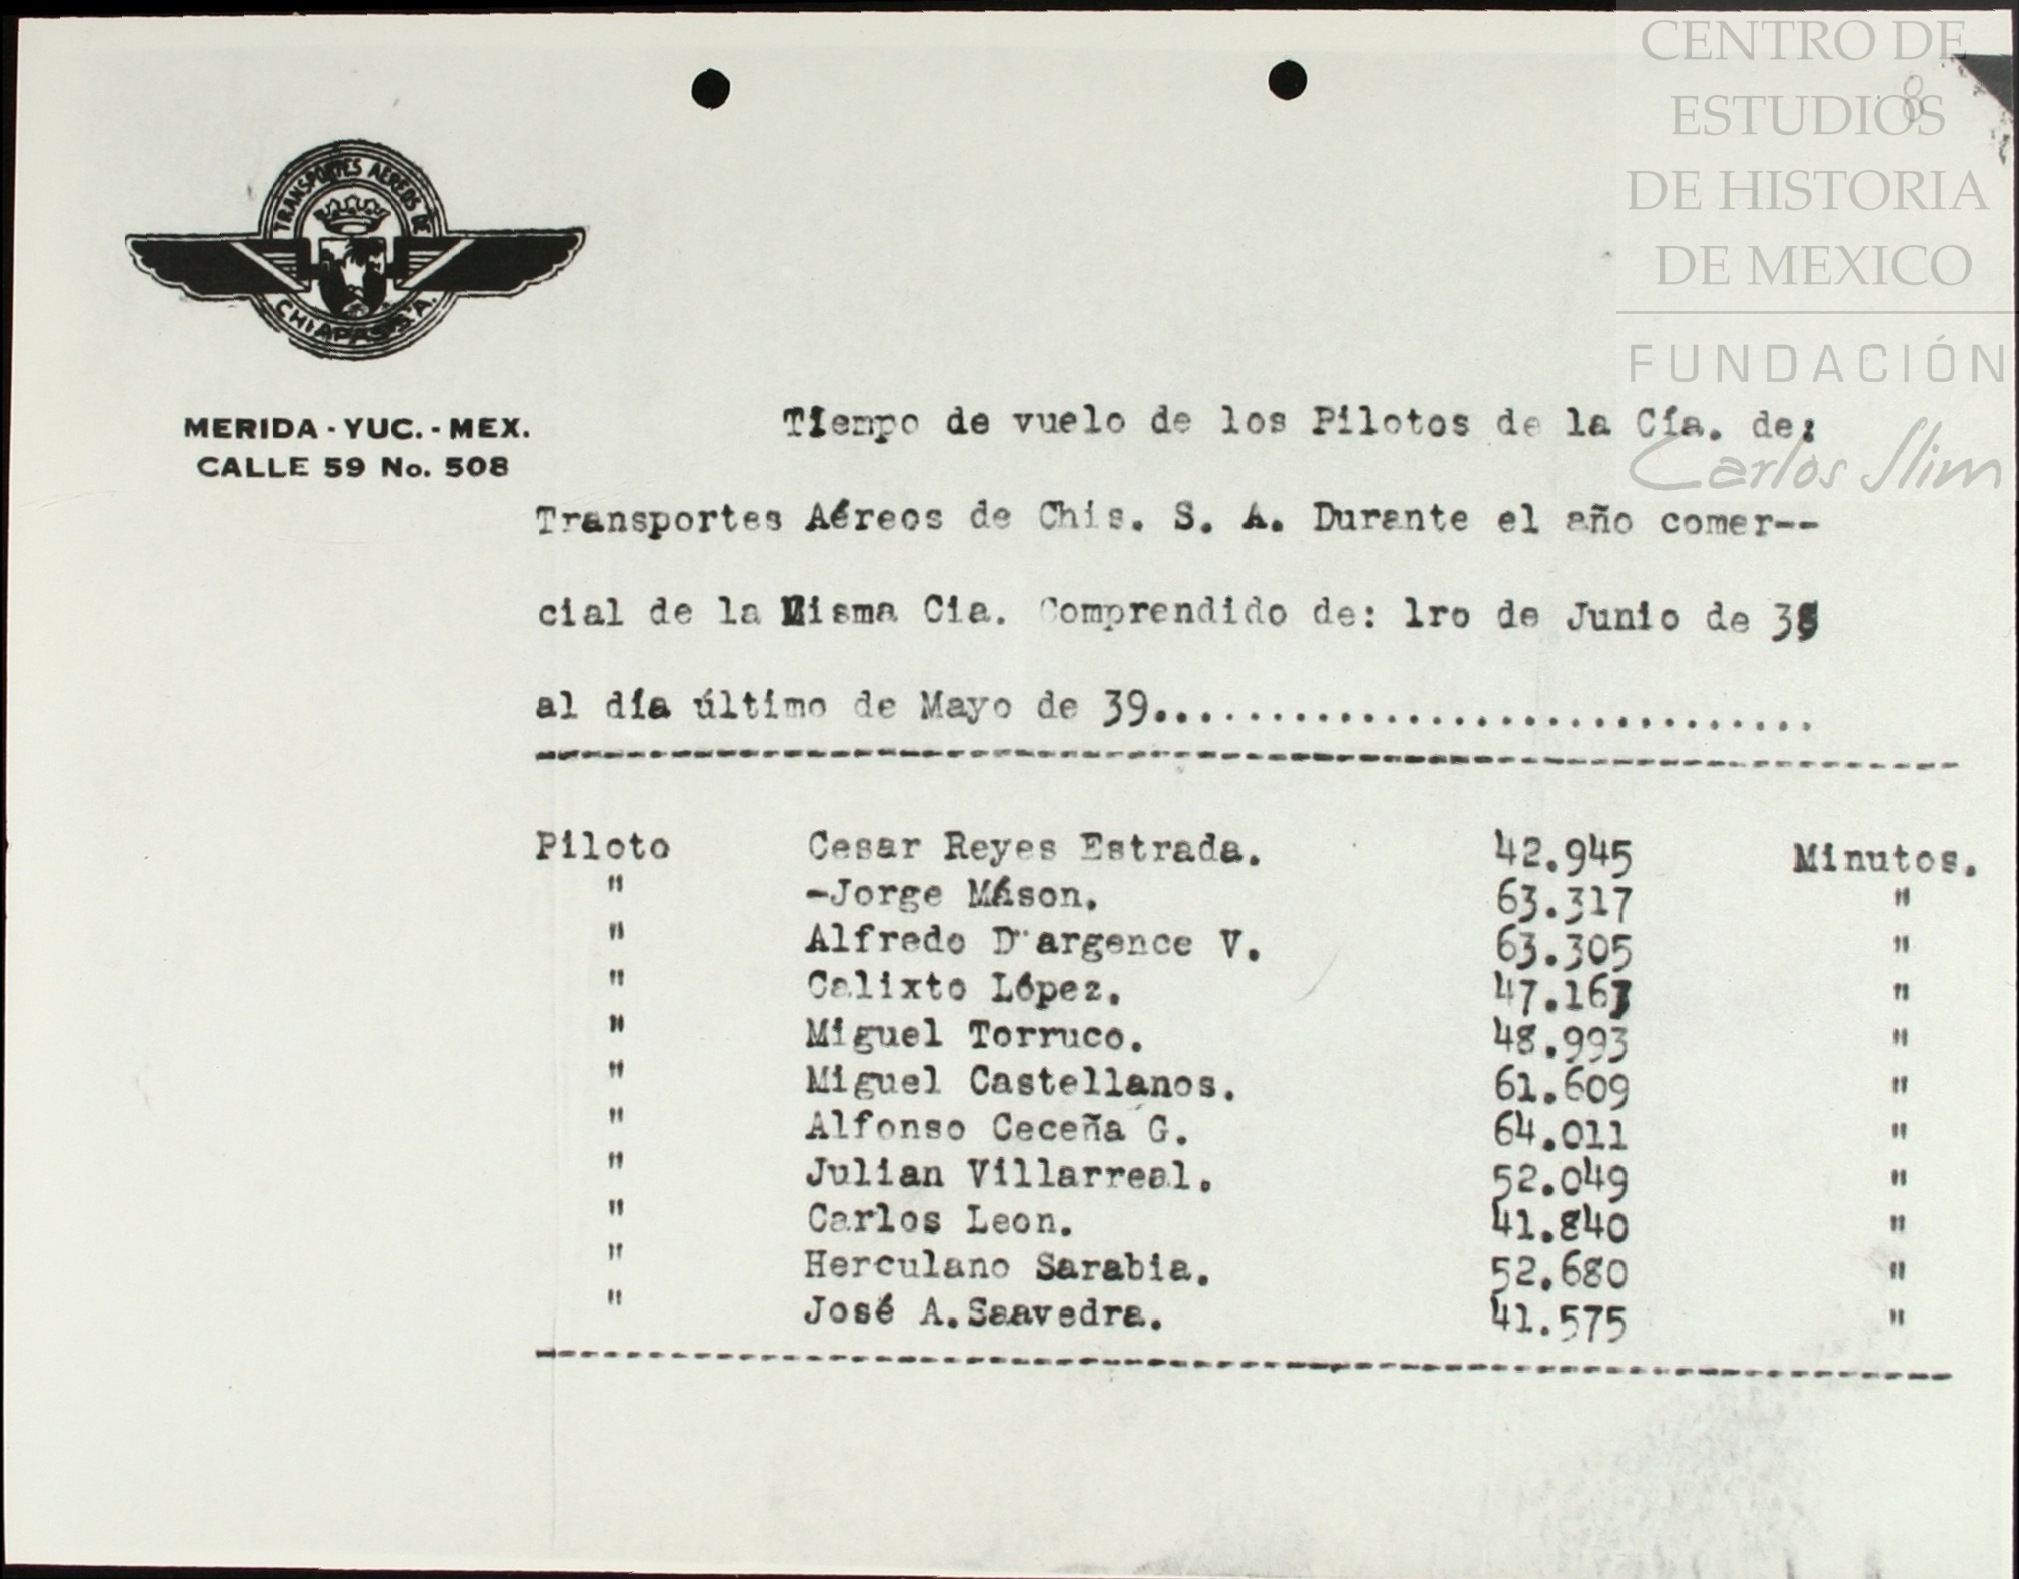 CENTRO DE
ESTUDIOS
DE HISTORIA
DE MEXICO
FUNDACIÓN
Carlos Slim
8
TRANSPORTES AEREOS DE
CHIAPAS S.A.
MERIDA - YUC. - MEX.
CALLE 59 No. 508
Tiempo de vuelo de los Pilotos de la Cía. de:
Transportes Aéreos de Chis. S. A. Durante el año comer--
cial de la Misma Cia. Comprendido de: 1ro de Junio de
al día último de Mayo de 39..............................
Piloto Cesar Reyes Estrada. 42.945 Minutos.
" -Jorge Máson. 63.317 "
" Alfredo D"argence V. 63.305 "
" Calixto López. "
" Miguel Torruco. 48.993 "
" Miguel Castellanos. 61.609 "
" Alfonso Ceceña G. 64.011 "
" Julian Villarreal. 52.049 "
" Carlos Leon. 41.840 "
" Herculano Sarabia. 52.680 "
" José A.Saavedra. 41.575 "